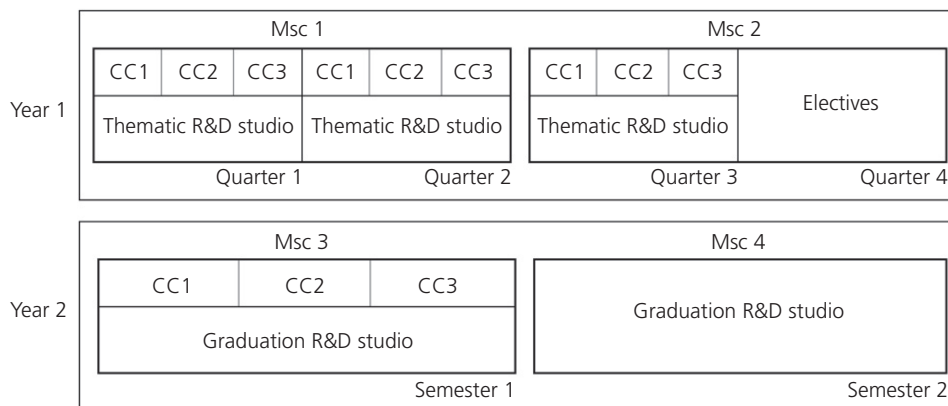 Msc 1 Msc 2
CC1 CC2 CC3 CC1 CC2 CC3 CC1 CC2 CC3
Year 1
Electives
Thematic R&D studio Thematic R&D studio Thematic R&D studio
Quarter 1 Quarter 2 Quarter 3 Quarter 4
Msc 3 Msc 4
CC1 CC2 CC3
Year 2
Graduation R&D studio
Graduation R&D studio
Semester 1 Semester 2